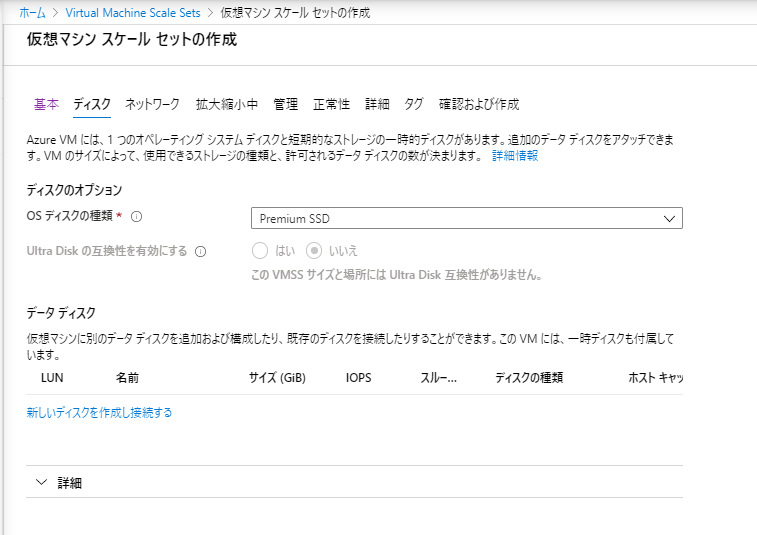 ホーム > Virtual Machine Scale Sets > 仮想マシン スケール セットの作成
仮想マシン スケール セットの作成
基本 ディスク ネットワーク 拡大縮小中 管理 正常性 詳細 タグ 確認および作成
Azure VM には、1 つのオペレーティング システム ディスクと短期的なストレージの一時的ディスクがあります。追加のデータ ディスクをアタッチできま
す。VM のサイズによって、使用できるストレージの種類と、許可されるデータ ディスクの数が決まります。 詳細情報
ディスクのオプション
OS ディスクの種類 * Premium SSD
Ultra Disk の互換性を有効にする はい いいえ
この VMSS サイズと場所には Ultra Disk 互換性がありません。
データ ディスク
仮想マシンに別のデータ ディスクを追加および構成したり、既存のディスクを接続したりすることができます。この VM には、一時ディスクも付属して
います。
LUN 名前 サイズ (GiB) IOPS スルー... ディスクの種類 ホスト キャッ
新しいディスクを作成し接続する
詳細